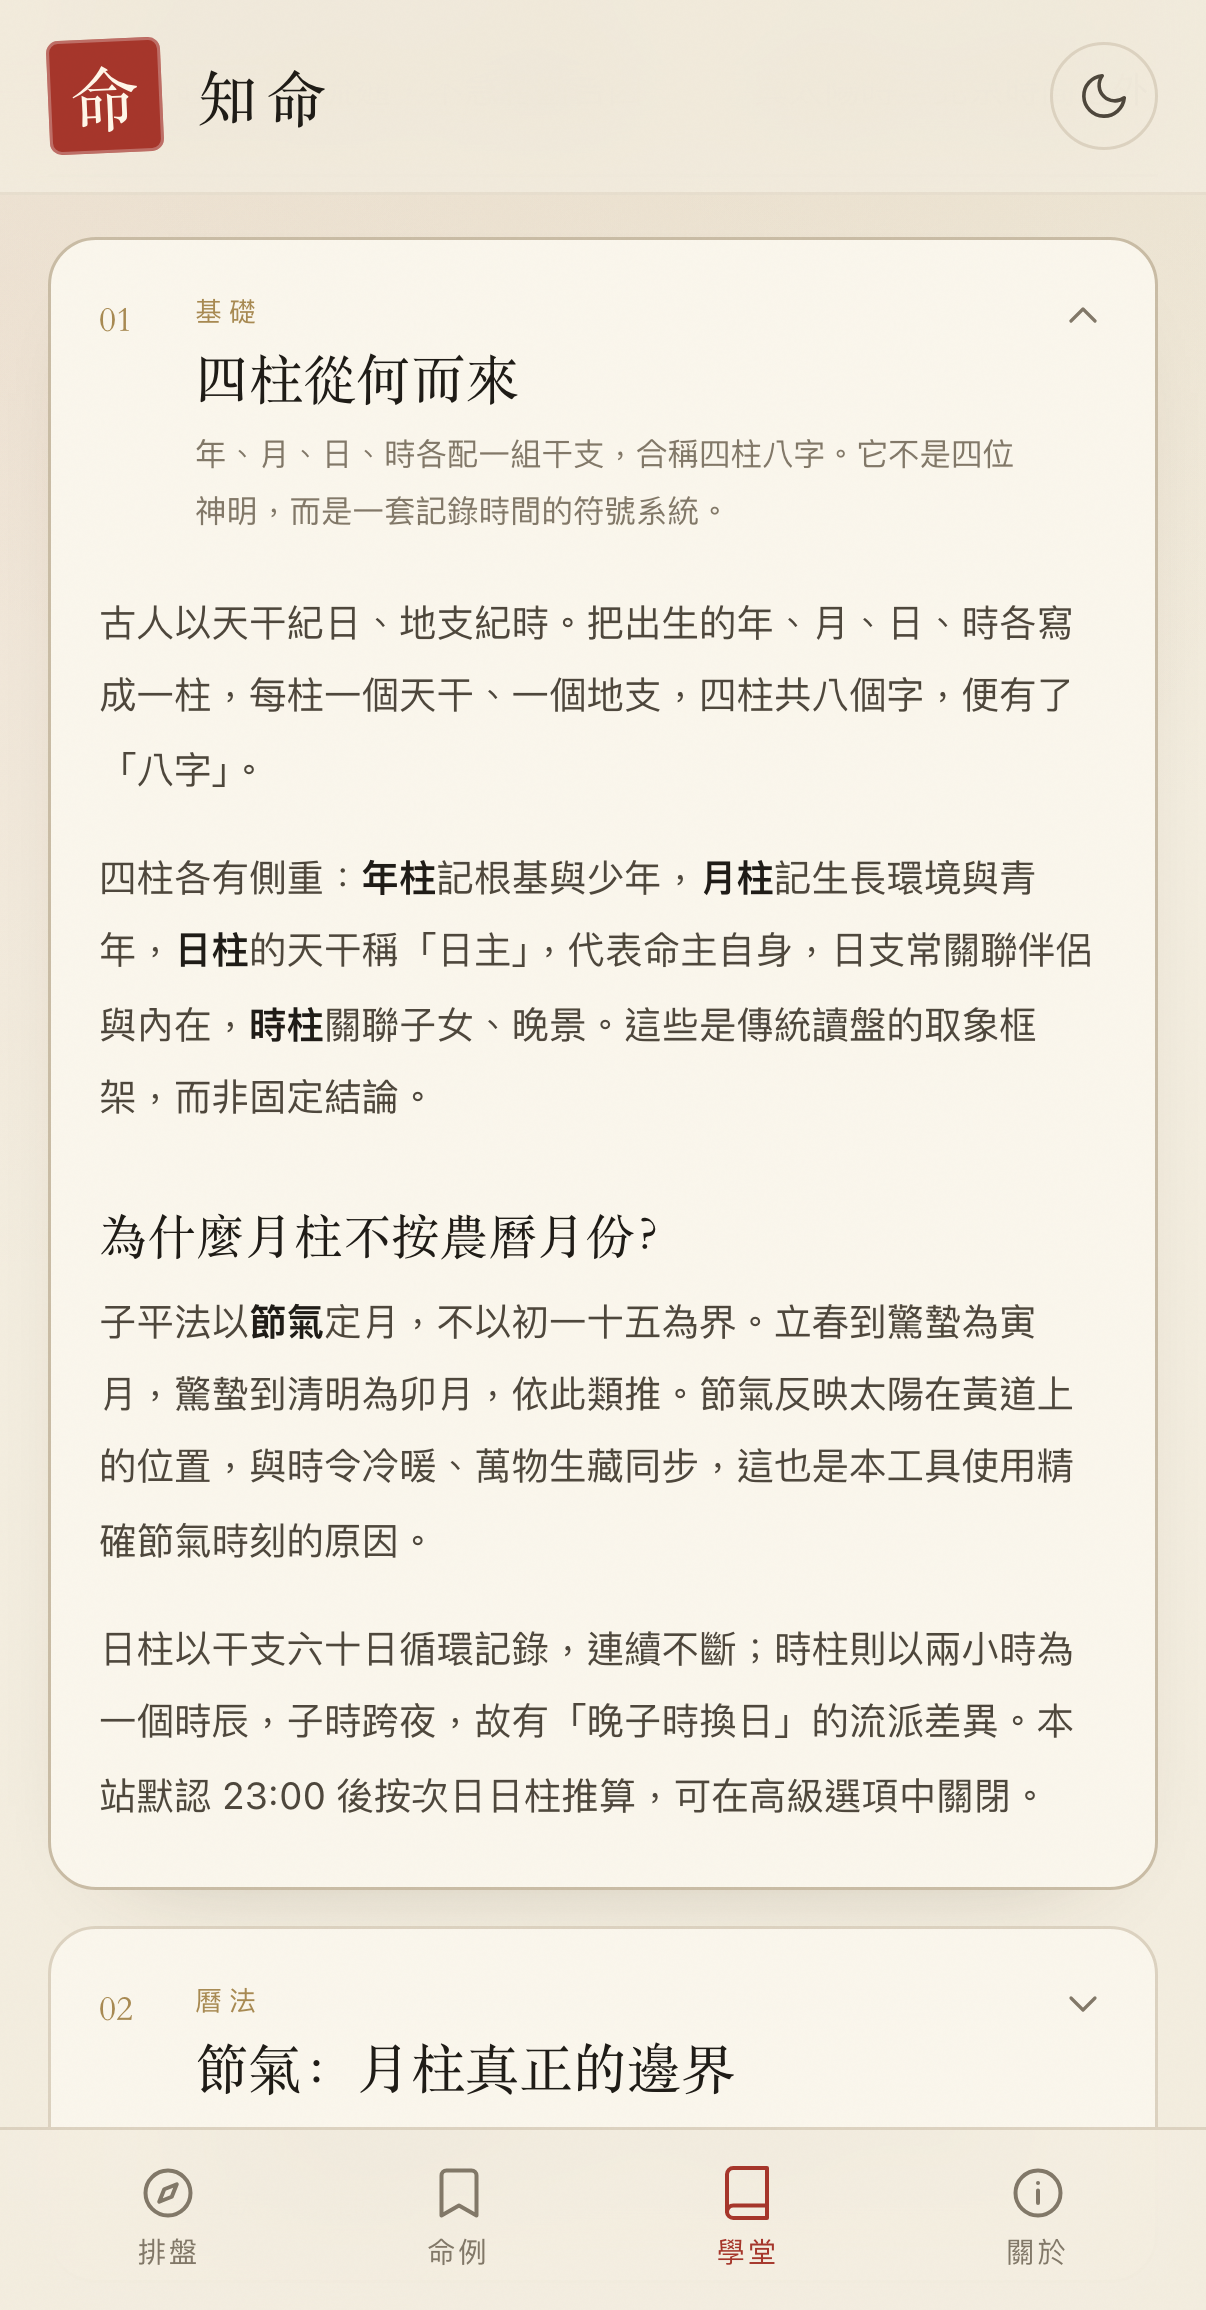 命
知命
01
基礎
四柱從何而來
年、月、日、時各配一組干支，合稱四柱八字。它不是四位
神明，而是一套記錄時間的符號系統。
古人以天干紀日、地支紀時。把出生的年、月、日、時各寫
成一柱，每柱一個天干、一個地支，四柱共八個字，便有了
「八字」。
四柱各有側重：年柱記根基與少年，月柱記生長環境與青
年，日柱的天干稱「日主」，代表命主自身，日支常關聯伴侶
與內在，時柱關聯子女、晚景。這些是傳統讀盤的取象框
架，而非固定結論。
為什麼月柱不按農曆月份？
子平法以節氣定月，不以初一十五為界。立春到驚蟄為寅
月，驚蟄到清明為卯月，依此類推。節氣反映太陽在黃道上
的位置，與時令冷暖、萬物生藏同步，這也是本工具使用精
確節氣時刻的原因。
日柱以干支六十日循環記錄，連續不斷；時柱則以兩小時為
一個時辰，子時跨夜，故有「晚子時換日」的流派差異。本
站默認 23:00 後按次日日柱推算，可在高級選項中關閉。
02
曆法
節氣：月柱真正的邊界
排盤
命例
學堂
關於